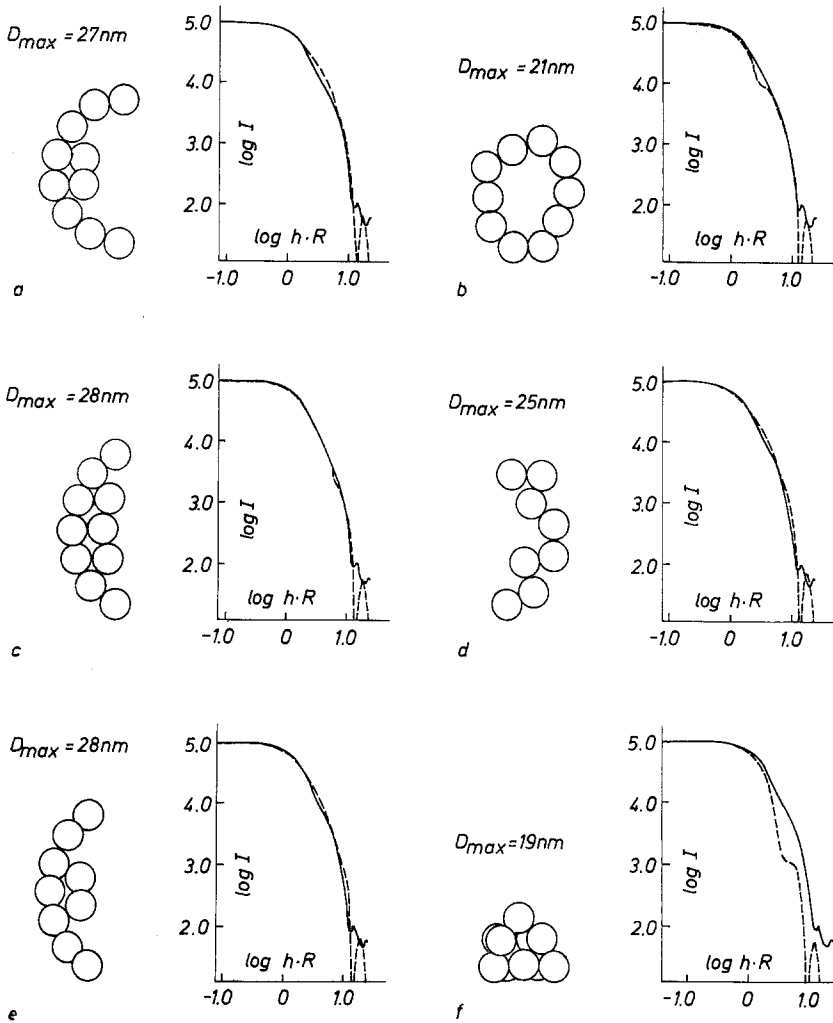 D_max = 27nm
5.0
4.0
3.0
2.0
log I
log h·R
-1.0 0 1.0
a
D_max = 21nm
5.0
4.0
3.0
2.0
log I
log h·R
-1.0 0 1.0
b
D_max = 28nm
5.0
4.0
3.0
2.0
log I
log h·R
-1.0 0 1.0
c
D_max = 25nm
5.0
4.0
3.0
2.0
log I
log h·R
-1.0 0 1.0
d
D_max = 28nm
5.0
4.0
3.0
2.0
log I
log h·R
-1.0 0 1.0
e
D_max = 19nm
5.0
4.0
3.0
2.0
log I
log h·R
-1.0 0 1.0
f